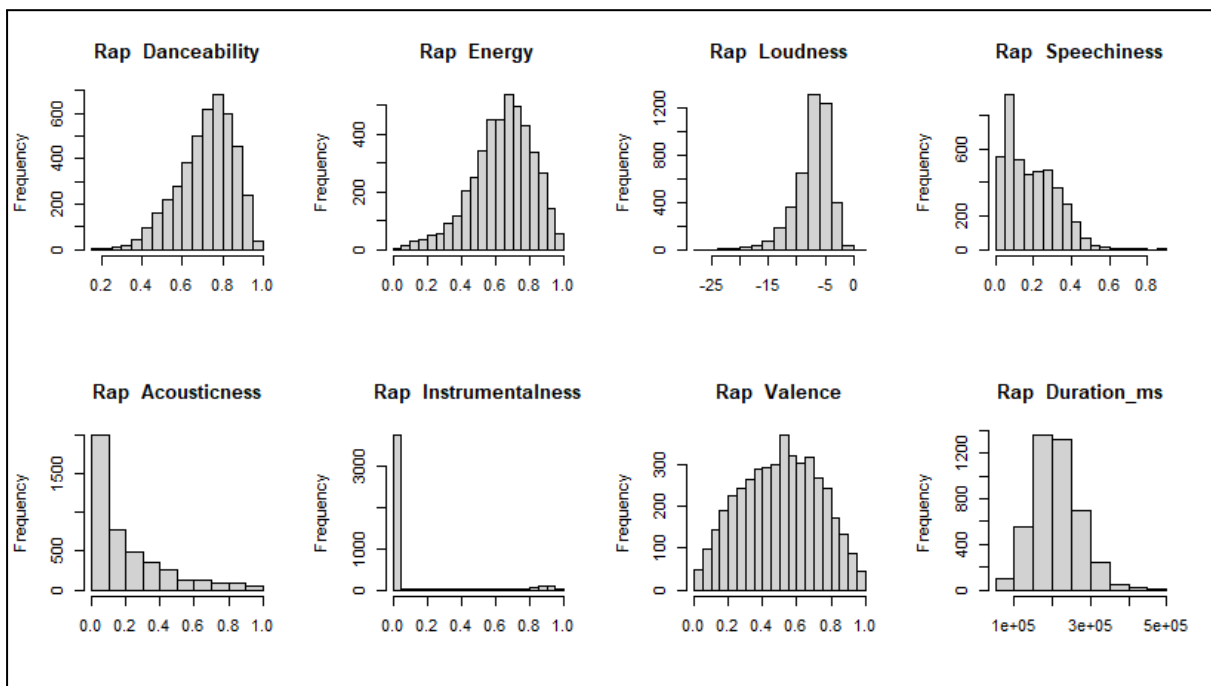 Rap Danceability
Frequency
0 200 400 600
0.2 0.4 0.6 0.8 1.0
Rap Energy
Frequency
0 200 400
0.0 0.2 0.4 0.6 0.8 1.0
Rap Loudness
Frequency
0 400 800 1200
-25 -15 -5 0
Rap Speechiness
Frequency
0 200 600
0.0 0.2 0.4 0.6 0.8
Rap Acousticness
Frequency
0 500 1500
0.0 0.2 0.4 0.6 0.8 1.0
Rap Instrumentalness
Frequency
0 1000 3000
0.0 0.2 0.4 0.6 0.8 1.0
Rap Valence
Frequency
0 100 200 300
0.0 0.2 0.4 0.6 0.8 1.0
Rap Duration_ms
Frequency
0 400 800 1200
1e+05 3e+05 5e+05